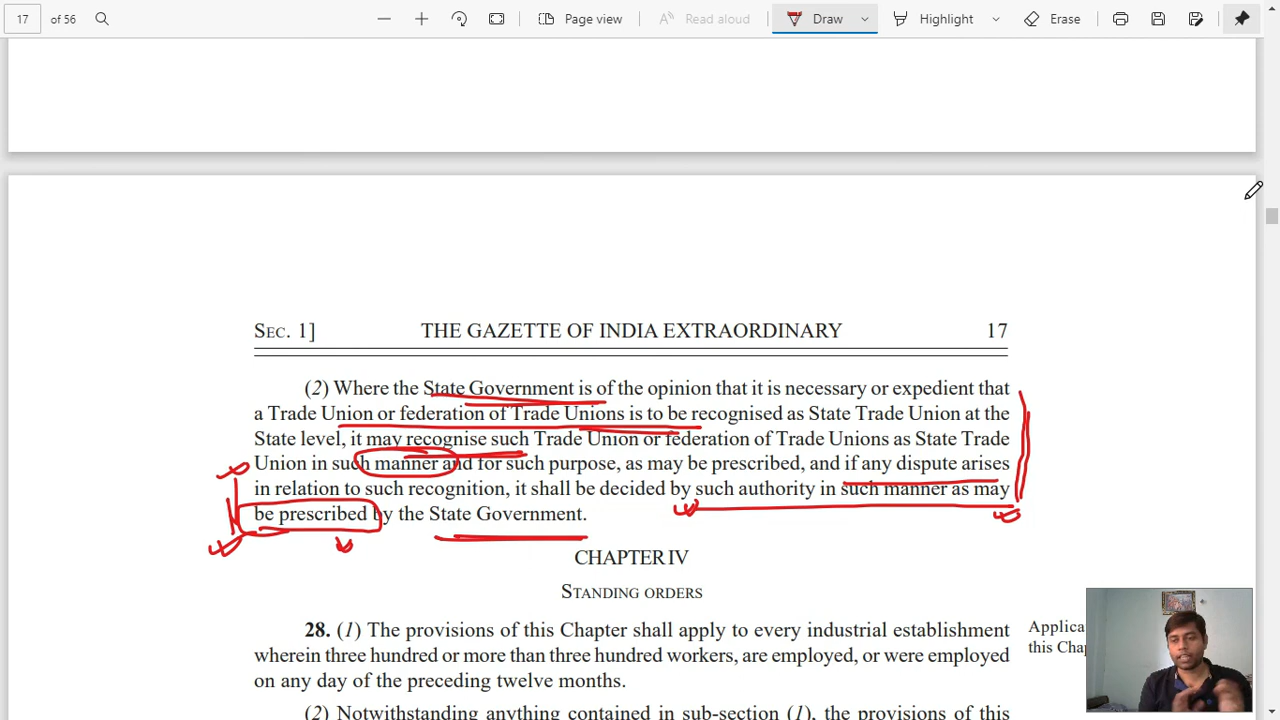 17 of 56 Page view Read aloud Draw Highlight Erase
SEC. 1] THE GAZETTE OF INDIA EXTRAORDINARY 17
(2) Where the State Government is of the opinion that it is necessary or expedient that
a Trade Union or federation of Trade Unions is to be recognised as State Trade Union at the
State level, it may recognise such Trade Union or federation of Trade Unions as State Trade
Union in such manner and for such purpose, as may be prescribed, and if any dispute arises
in relation to such recognition, it shall be decided by such authority in such manner as may
be prescribed by the State Government.
CHAPTER IV
STANDING ORDERS
28. (1) The provisions of this Chapter shall apply to every industrial establishment
wherein three hundred or more than three hundred workers, are employed, or were employed
on any day of the preceding twelve months.
Applica
this Chap
(2) Notwithstanding anything contained in sub-section (1), the provisions of this